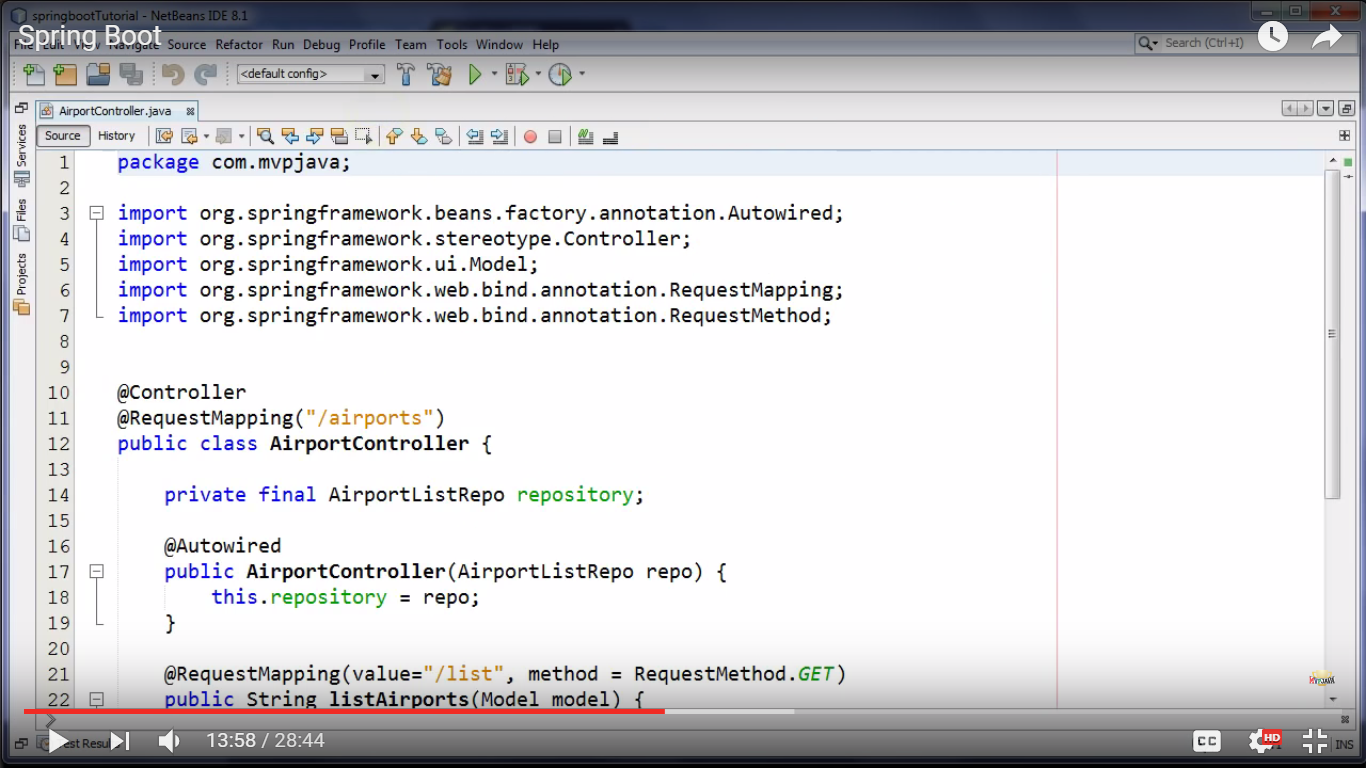 springbootTutorial - NetBeans IDE 8.1
Spring Boot
Source Refactor Run Debug Profile Team Tools Window Help
Search (Ctrl+I)
<default config>
AirportController.java
Source History
Services
Files
Projects
1 package com.mvpjava;
2
3 import org.springframework.beans.factory.annotation.Autowired;
4 import org.springframework.stereotype.Controller;
5 import org.springframework.ui.Model;
6 import org.springframework.web.bind.annotation.RequestMapping;
7 import org.springframework.web.bind.annotation.RequestMethod;
8
9
10 @Controller
11 @RequestMapping("/airports")
12 public class AirportController {
13
14 private final AirportListRepo repository;
15
16 @Autowired
17 public AirportController(AirportListRepo repo) {
18 this.repository = repo;
19 }
20
21 @RequestMapping(value="/list", method = RequestMethod.GET)
22 public String listAirports(Model model) {
13:58 / 28:44
CC
HD
INS